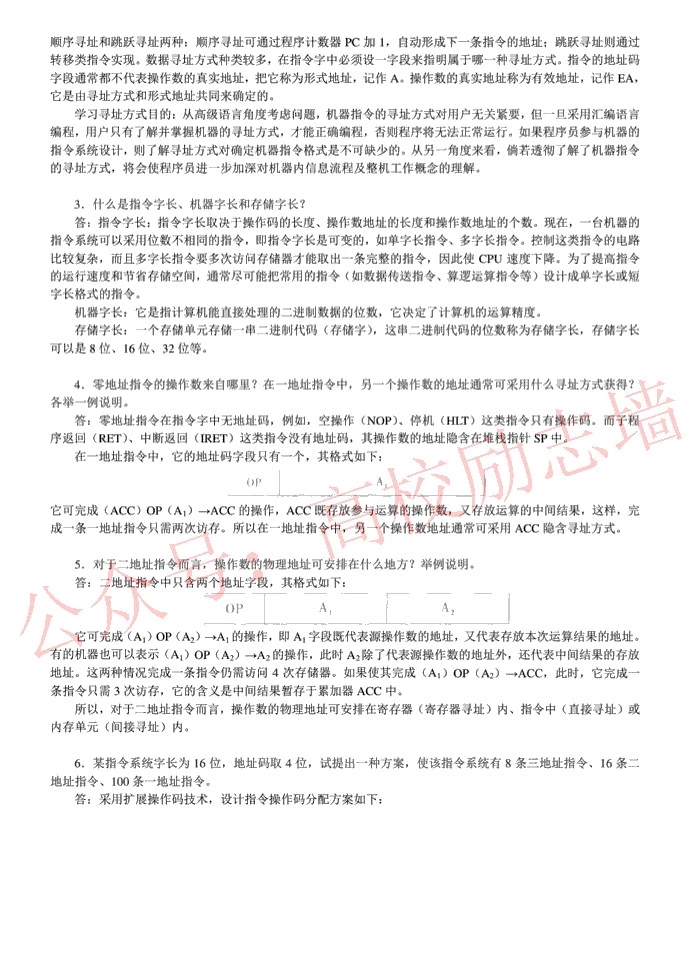 顺序寻址和跳跃寻址两种：顺序寻址可通过程序计数器 PC 加 1，自动形成下一条指令的地址；跳跃寻址则通过
转移类指令实现。数据寻址方式种类较多，在指令字中必须设一字段来指明属于哪一种寻址方式。指令的地址码
字段通常都不代表操作数的真实地址，把它称为形式地址，记作 A。操作数的真实地址称为有效地址，记作 EA，
它是由寻址方式和形式地址共同来确定的。
学习寻址方式目的：从高级语言角度考虑问题，机器指令的寻址方式对用户无关紧要，但一旦采用汇编语言
编程，用户只有了解并掌握机器的寻址方式，才能正确编程，否则程序将无法正常运行。如果程序员参与机器的
指令系统设计，则了解寻址方式对确定机器指令格式是不可缺少的。从另一角度来看，倘若透彻了解了机器指令
的寻址方式，将会使程序员进一步加深对机器内信息流程及整机工作概念的理解。
3．什么是指令字长、机器字长和存储字长？
答：指令字长：指令字长取决于操作码的长度、操作数地址的长度和操作数地址的个数。现在，一台机器的
指令系统可以采用位数不相同的指令，即指令字长是可变的，如单字长指令、多字长指令。控制这类指令的电路
比较复杂，而且多字长指令要多次访问存储器才能取出一条完整的指令，因此使 CPU 速度下降。为了提高指令
的运行速度和节省存储空间，通常尽可能把常用的指令（如数据传送指令、算逻运算指令等）设计成单字长或短
字长格式的指令。
机器字长：它是指计算机能直接处理的二进制数据的位数，它决定了计算机的运算精度。
存储字长：一个存储单元存储一串二进制代码（存储字），这串二进制代码的位数称为存储字长，存储字长
可以是 8 位、16 位、32 位等。
4．零地址指令的操作数来自哪里？在一地址指令中，另一个操作数的地址通常可采用什么寻址方式获得？
各举一例说明。
答：零地址指令在指令字中无地址码，例如，空操作（NOP）、停机（HLT）这类指令只有操作码。而子程
序返回（RET）、中断返回（IRET）这类指令没有地址码，其操作数的地址隐含在堆栈指针 SP 中。
在一地址指令中，它的地址码字段只有一个，其格式如下：
OP A₁
它可完成（ACC）OP（A₁）→ACC 的操作，ACC 既存放参与运算的操作数，又存放运算的中间结果，这样，完
成一条一地址指令只需两次访存。所以在一地址指令中，另一个操作数地址通常可采用 ACC 隐含寻址方式。
5．对于二地址指令而言，操作数的物理地址可安排在什么地方？举例说明。
答：二地址指令中只含两个地址字段，其格式如下：
OP A₁ A₂
它可完成（A₁）OP（A₂）→A₁ 的操作，即 A₁ 字段既代表源操作数的地址，又代表存放本次运算结果的地址。
有的机器也可以表示（A₁）OP（A₂）→A₂ 的操作，此时 A₂ 除了代表源操作数的地址外，还代表中间结果的存放
地址。这两种情况完成一条指令仍需访问 4 次存储器。如果使其完成（A₁）OP（A₂）→ACC，此时，它完成一
条指令只需 3 次访存，它的含义是中间结果暂存于累加器 ACC 中。
所以，对于二地址指令而言，操作数的物理地址可安排在寄存器（寄存器寻址）内、指令中（直接寻址）或
内存单元（间接寻址）内。
6．某指令系统字长为 16 位，地址码取 4 位，试提出一种方案，使该指令系统有 8 条三地址指令、16 条二
地址指令、100 条一地址指令。
答：采用扩展操作码技术，设计指令操作码分配方案如下：
公众号：高校励志墙